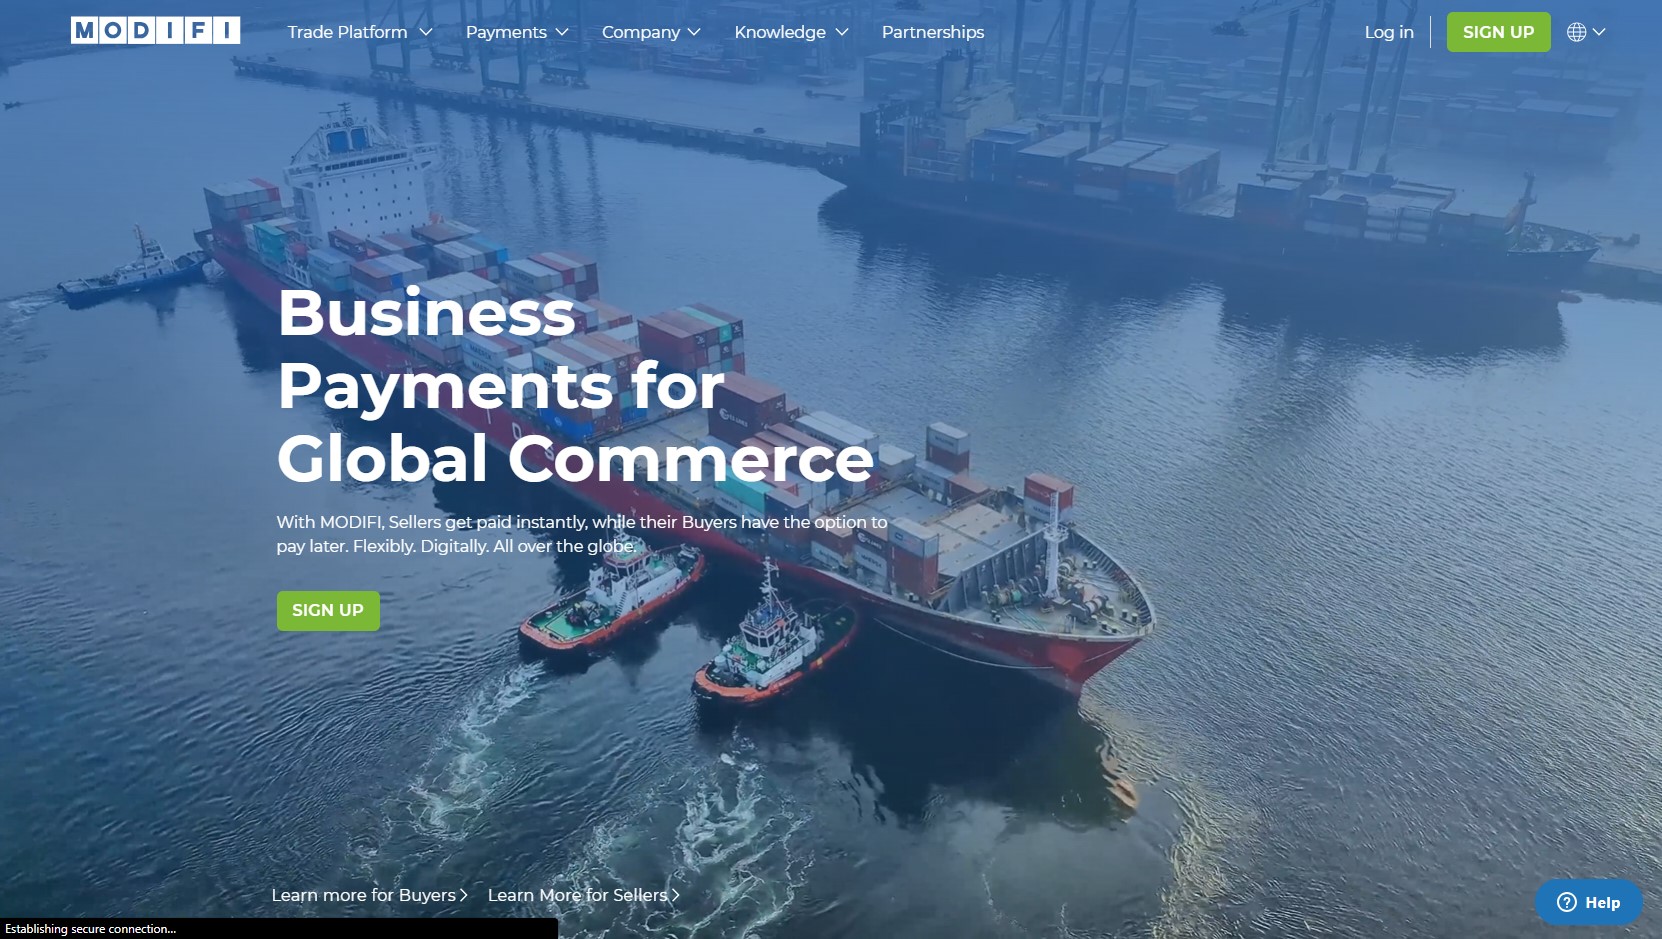 MODIFI
Trade Platform
Payments
Company
Knowledge
Partnerships
Log in
SIGN UP
Business
Payments for
Global Commerce
With MODIFI, Sellers get paid instantly, while their Buyers have the option to
pay later. Flexibly. Digitally. All over the globe.
SIGN UP
Learn more for Buyers
Learn More for Sellers
Help
Establishing secure connection...